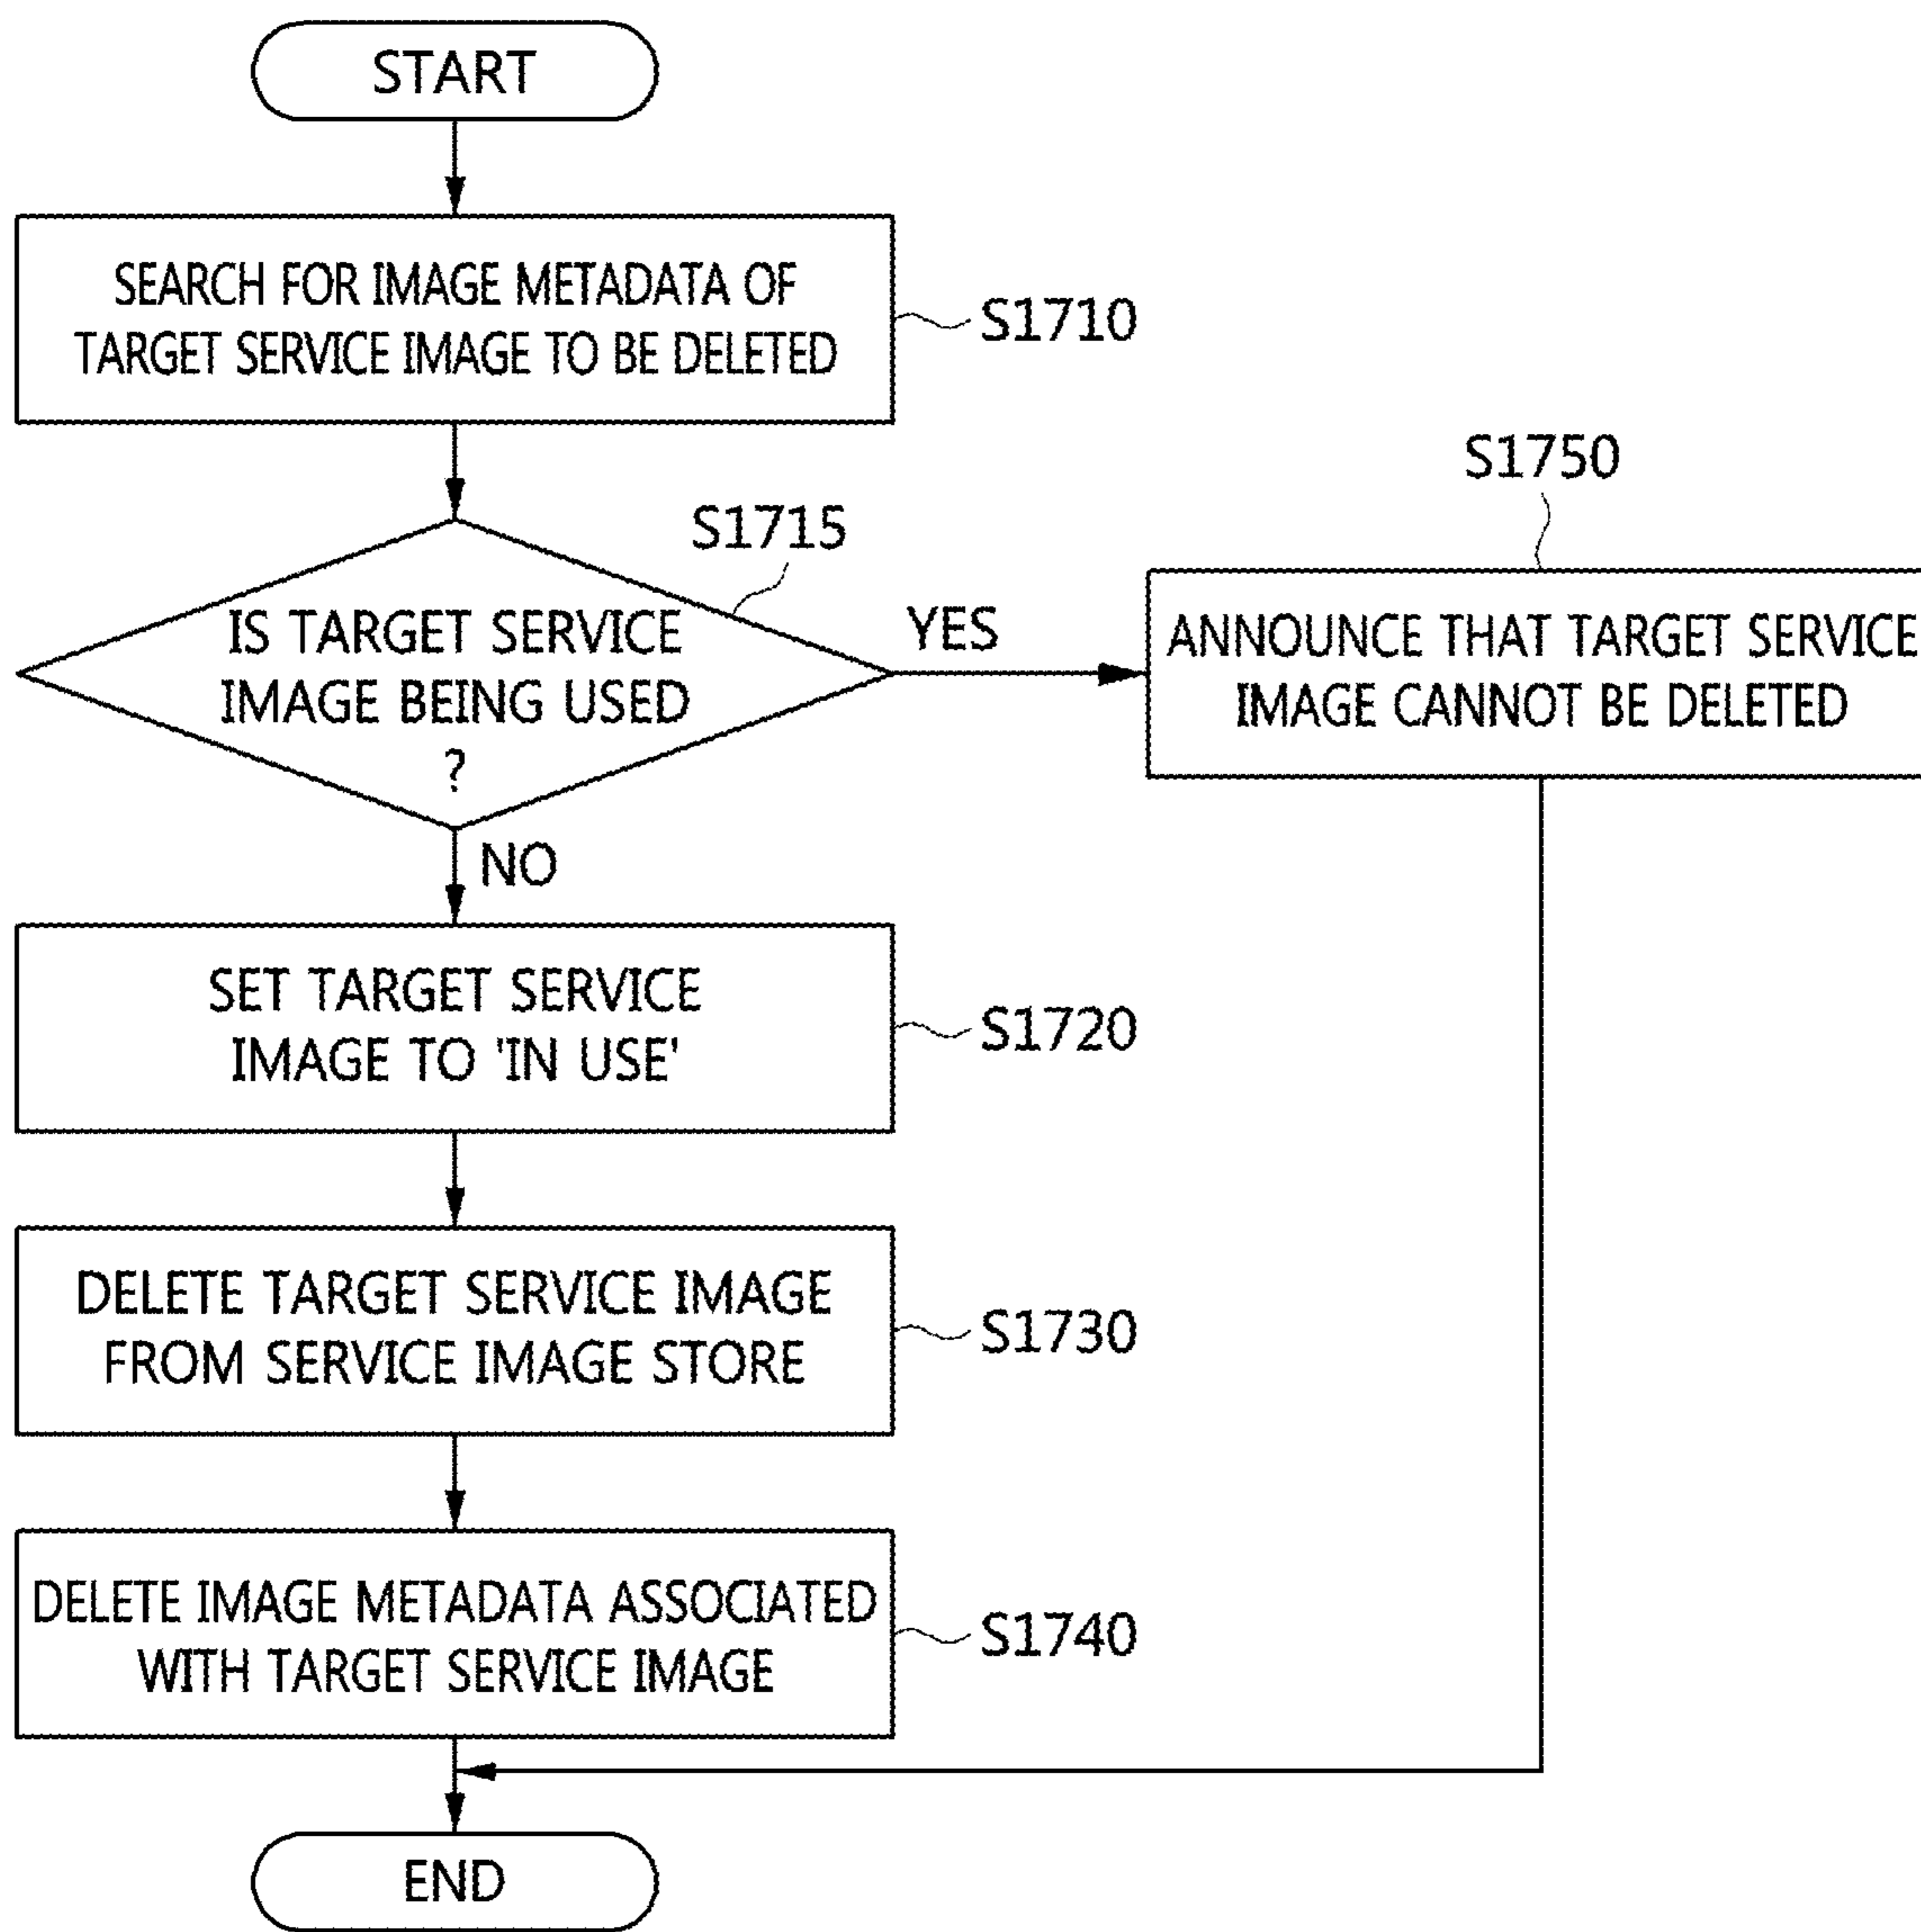 START
SEARCH FOR IMAGE METADATA OF
TARGET SERVICE IMAGE TO BE DELETED
S1710
S1715
IS TARGET SERVICE
IMAGE BEING USED
?
YES
S1750
ANNOUNCE THAT TARGET SERVICE
IMAGE CANNOT BE DELETED
NO
SET TARGET SERVICE
IMAGE TO 'IN USE'
S1720
DELETE TARGET SERVICE IMAGE
FROM SERVICE IMAGE STORE
S1730
DELETE IMAGE METADATA ASSOCIATED
WITH TARGET SERVICE IMAGE
S1740
END